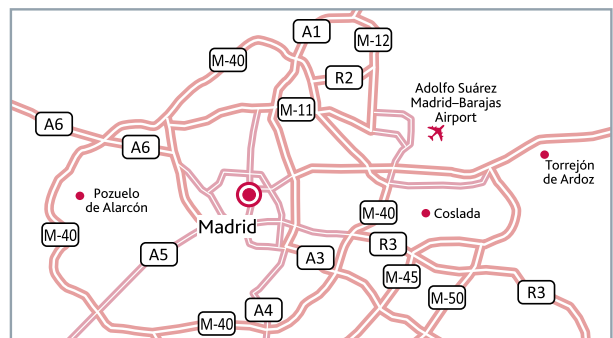 A1
M-12
M-40
R2
Adolfo Suárez
Madrid–Barajas
Airport
M-11
A6
A6
Torrejón
de Ardoz
Pozuelo
de Alarcón
M-40
Coslada
Madrid
M-40
R3
A5
A3
M-45
M-50
R3
A4
M-40